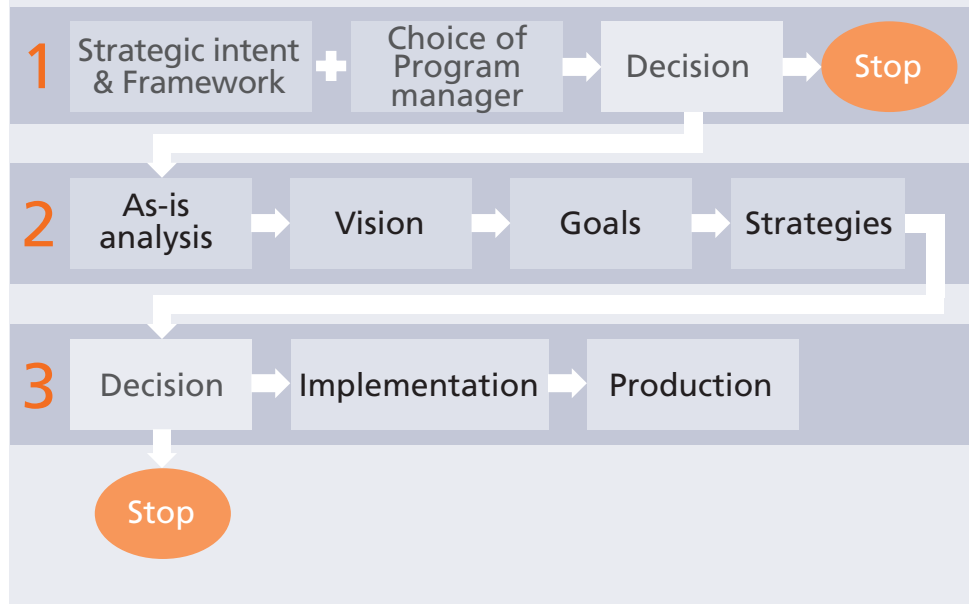 1
Strategic intent
& Framework
Choice of
Program
manager
Decision
Stop
2
As-is
analysis
Vision
Goals
Strategies
3
Decision
Implementation
Production
Stop